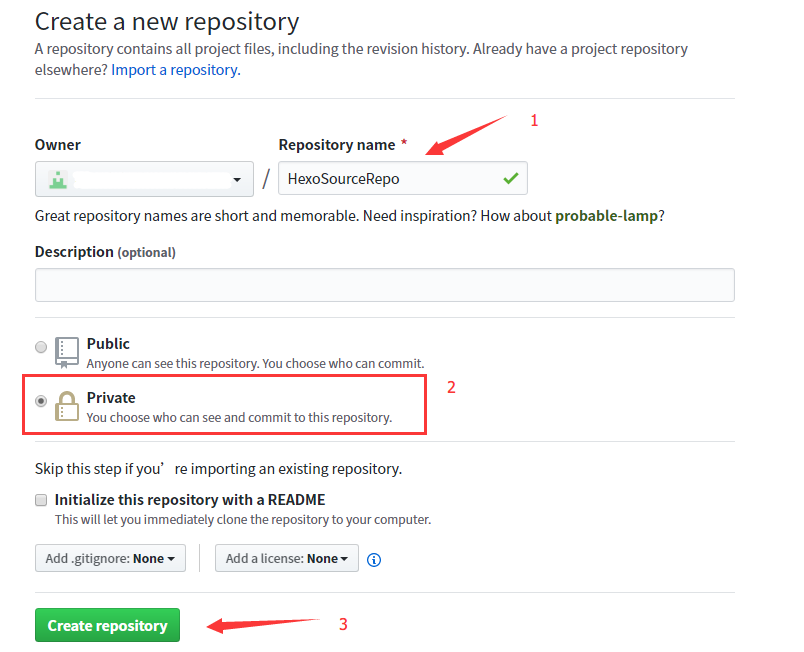 Create a new repository
A repository contains all project files, including the revision history. Already have a project repository
elsewhere? Import a repository.
1
Owner
Repository name *
/
HexoSourceRepo
Great repository names are short and memorable. Need inspiration? How about probable-lamp?
Description (optional)
Public
Anyone can see this repository. You choose who can commit.
2
Private
You choose who can see and commit to this repository.
Skip this step if you’re importing an existing repository.
Initialize this repository with a README
This will let you immediately clone the repository to your computer.
Add .gitignore: None
Add a license: None
Create repository
3